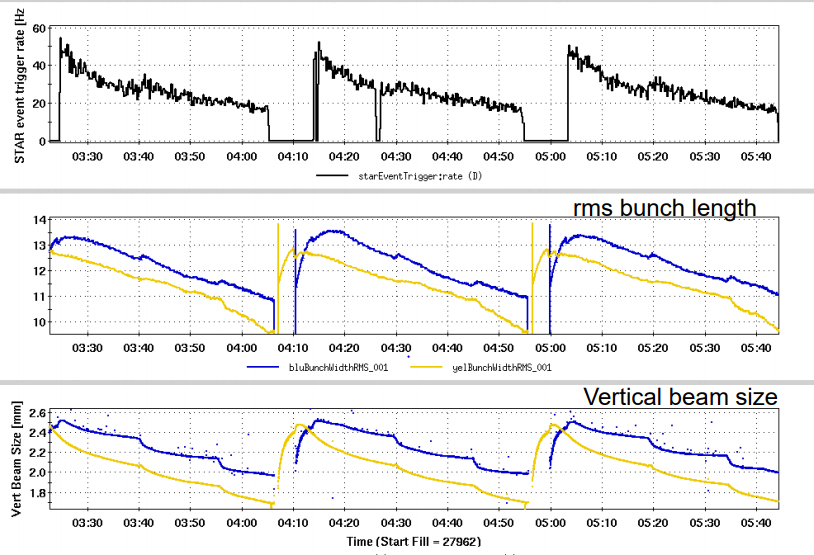 STAR event trigger rate [Hz
60
40
20
0
03:30 03:40 03:50 04:00 04:10 04:20 04:30 04:40 04:50 05:00 05:10 05:20 05:30 05:40
starEventTrigger:rate (D)
rms bunch length
14
13
12
11
10
03:30 03:40 03:50 04:00 04:10 04:20 04:30 04:40 04:50 05:00 05:10 05:20 05:30 05:40
bluBunchWidthRMS_001 yelBunchWidthRMS_001
Vertical beam size
Vert Beam Size [mm]
2.6
2.4
2.2
2.0
1.8
03:30 03:40 03:50 04:00 04:10 04:20 04:30 04:40 04:50 05:00 05:10 05:20 05:30 05:40
Time (Start Fill = 27962)